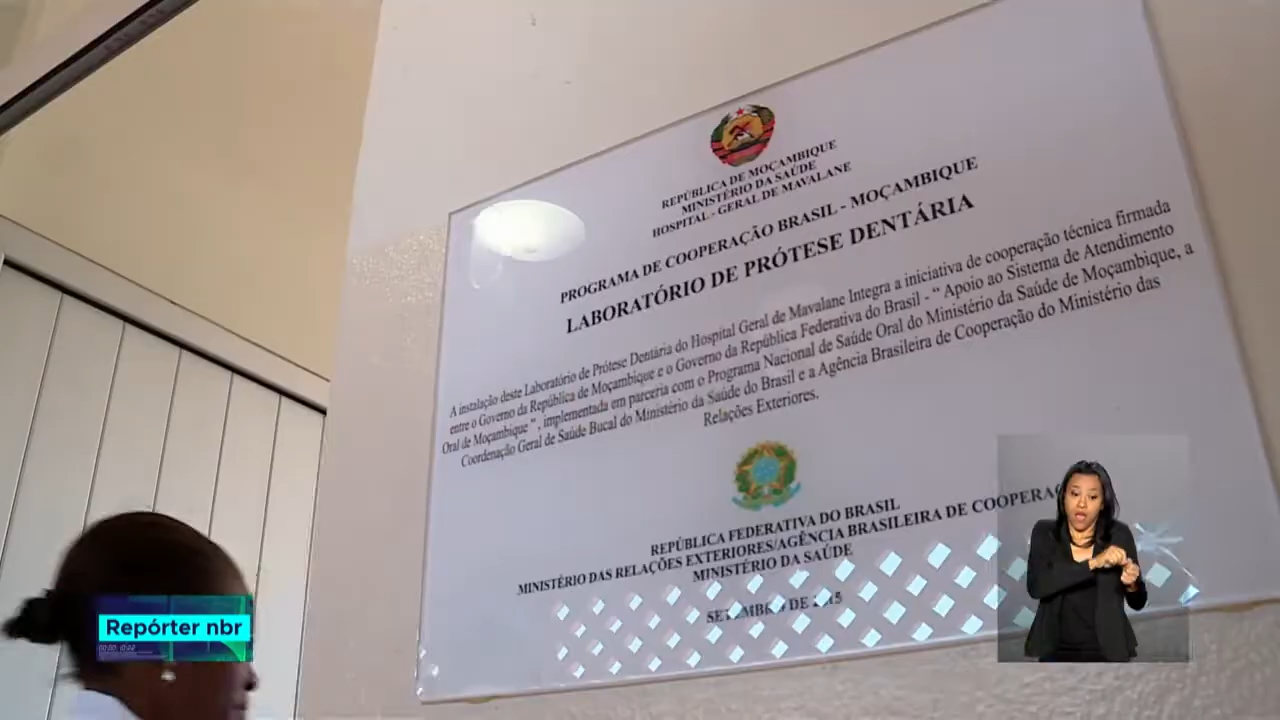 REPÚBLICA DE MOÇAMBIQUE
MINISTÉRIO DA SAÚDE
HOSPITAL - GERAL DE MAVALANE
PROGRAMA DE COOPERAÇÃO BRASIL - MOÇAMBIQUE
LABORATÓRIO DE PRÓTESE DENTÁRIA
A instalação deste Laboratório de Prótese Dentária do Hospital Geral de Mavalane Integra a iniciativa de cooperação técnica firmada
entre o Governo da República de Moçambique e o Governo da República Federativa do Brasil - “ Apoio ao Sistema de Atendimento
Oral de Moçambique ”, implementada em parceria com o Programa Nacional de Saúde Oral do Ministério da Saúde de Moçambique, a
Coordenação Geral de Saúde Bucal do Ministério da Saúde do Brasil e a Agência Brasileira de Cooperação do Ministério das
Relações Exteriores.
REPÚBLICA FEDERATIVA DO BRASIL
MINISTÉRIO DAS RELAÇÕES EXTERIORES/AGÊNCIA BRASILEIRA DE
MINISTÉRIO DA SAÚDE
DE
Repórter nbr